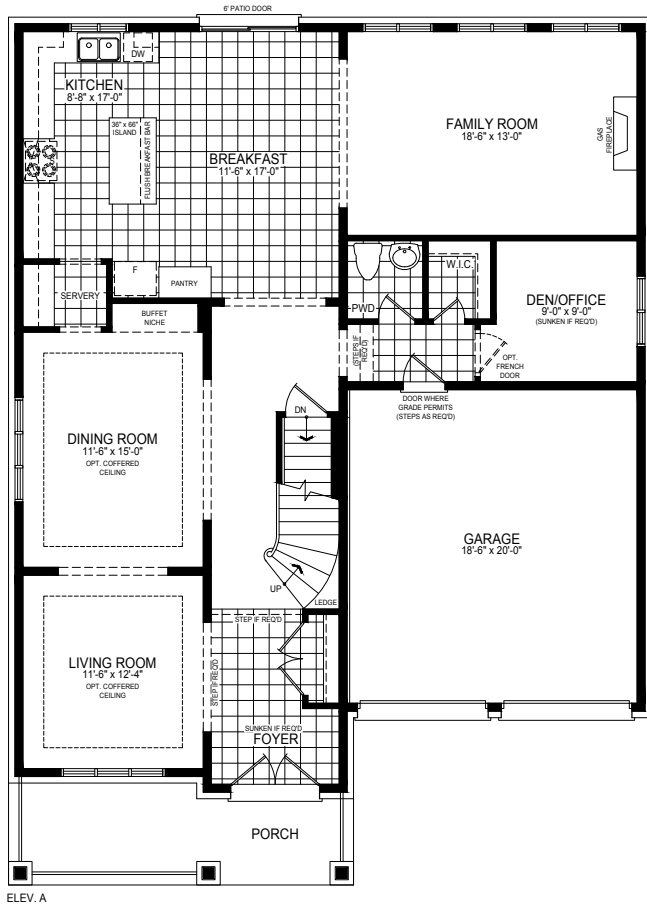 6' PATIO DOOR
DW
KITCHEN
8'-8" x 17'-0"
36" x 66"
ISLAND
FLUSH BREAKFAST BAR
BREAKFAST
11'-6" x 17'-0"
FAMILY ROOM
18'-6" x 13'-0"
GAS
FIREPLACE
F
PANTRY
SERVERY
BUFFET
NICHE
PWD
W.I.C.
DEN/OFFICE
9'-0" x 9'-0"
(SUNKEN IF REQ'D)
(STEPS IF
REQ'D)
OPT.
FRENCH
DOOR
DOOR WHERE
GRADE PERMITS
(STEPS AS REQ'D)
DN
DINING ROOM
11'-6" x 15'-0"
OPT. COFFERED
CEILING
GARAGE
18'-6" x 20'-0"
UP
LEDGE
STEP IF REQ'D
STEP IF REQ'D
LIVING ROOM
11'-6" x 12'-4"
OPT. COFFERED
CEILING
SUNKEN IF REQ'D
FOYER
PORCH
ELEV. A